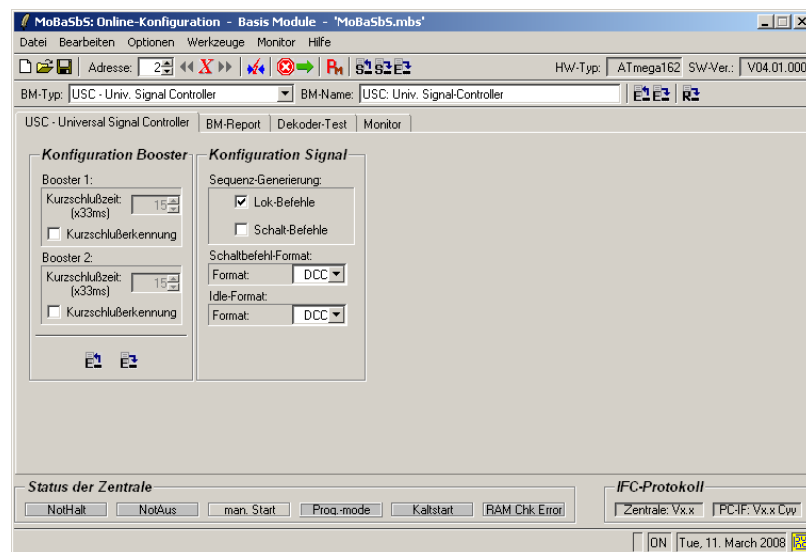 MoBaSbS: Online-Konfiguration - Basis Module - 'MoBaSbS.mbs'
Datei Bearbeiten Optionen Werkzeuge Monitor Hilfe
Adresse: 2 HW-Typ: ATmega162 SW-Ver.: V04.01.000
BM-Typ: USC - Univ. Signal Controller BM-Name: USC: Univ. Signal-Controller
USC - Universal Signal Controller BM-Report Dekoder-Test Monitor
Konfiguration Booster
Booster 1:
Kurzschlußzeit: 15
(x33ms)
Kurzschlußerkennung
Booster 2:
Kurzschlußzeit: 15
(x33ms)
Kurzschlußerkennung
Konfiguration Signal
Sequenz-Generierung:
Lok-Befehle
Schalt-Befehle
Schaltbefehl-Format:
Format: DCC
Idle-Format:
Format: DCC
Status der Zentrale
NotHalt NotAus man. Start Prog.-mode Kaltstart RAM Chk Error
IFC-Protokoll
Zentrale: Vx.x PC-IF: Vx.x Cyy
ON Tue, 11. March 2008